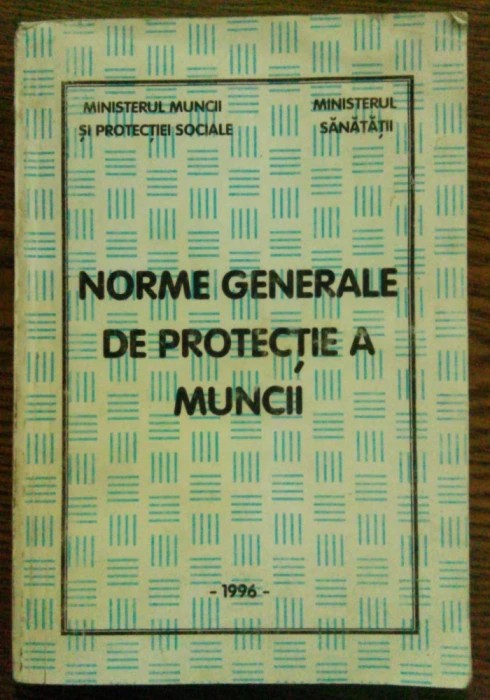 MINISTERUL MUNCII
ȘI PROTECȚIEI SOCIALE
MINISTERUL
SĂNĂTĂȚII
NORME GENERALE
DE PROTECȚIE A
MUNCII
- 1996 -